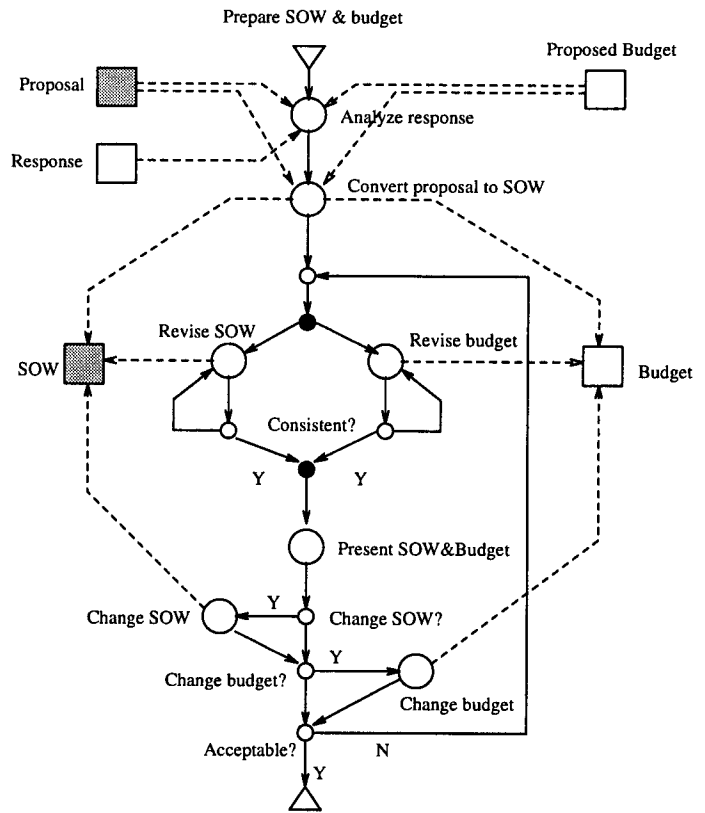 Prepare SOW & budget
Proposed Budget
Proposal
Analyze response
Response
Convert proposal to SOW
Revise SOW
Revise budget
SOW
Budget
Consistent?
Y
Y
Present SOW&Budget
Y
Change SOW
Change SOW?
Y
Change budget?
Change budget
Acceptable?
N
Y